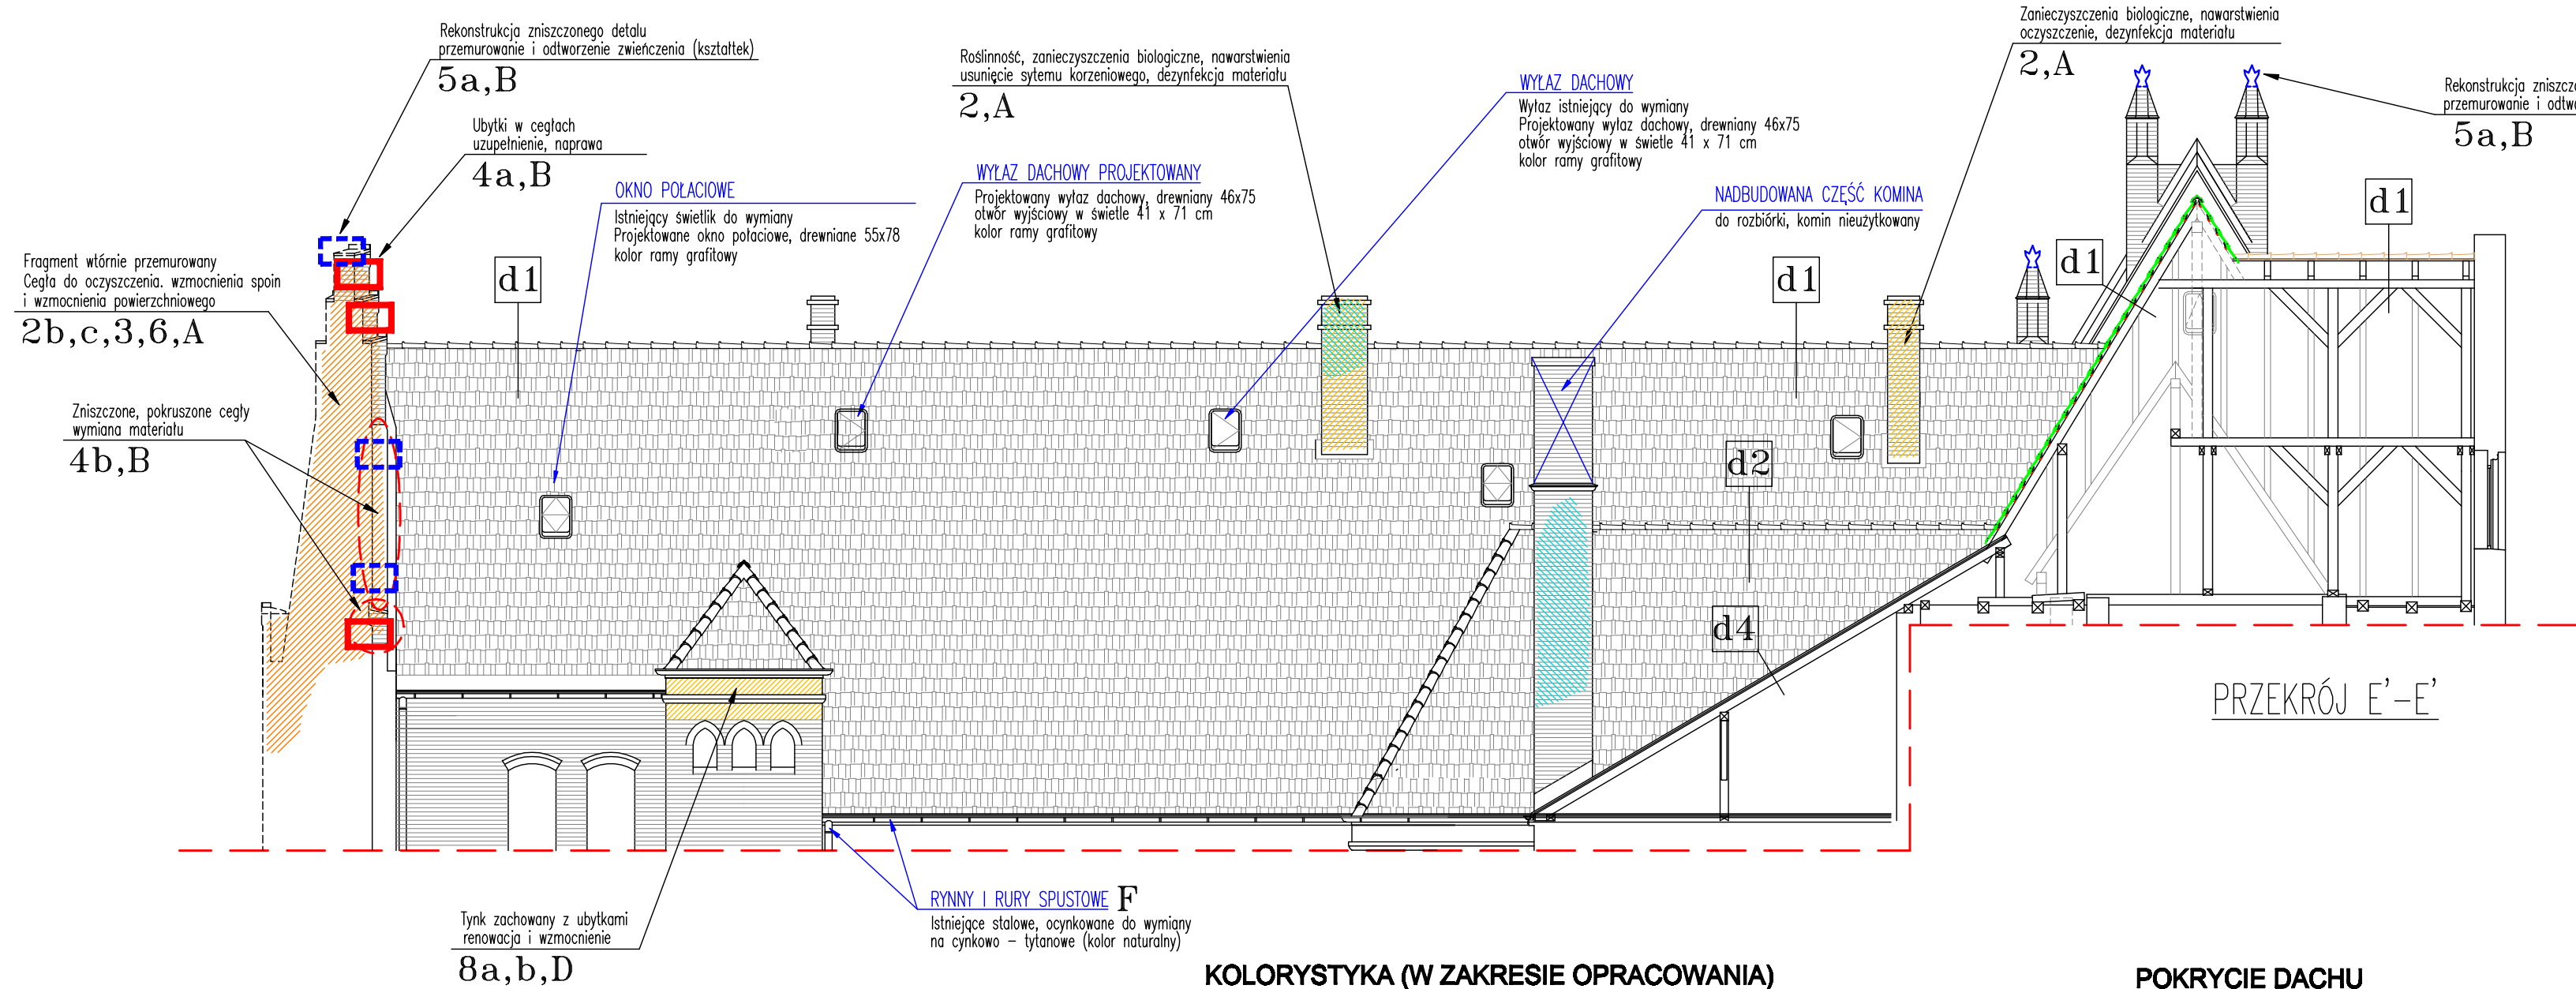 Rekonstrukcja zniszczonego detalu
przemurowanie i odtworzenie zwieńczenia (kształtek)
5a,B
Ubytki w cegłach
uzupełnienie, naprawa
4a,B
Fragment wtórnie przemurowany
Cegła do oczyszczenia. wzmocnienia spoin
i wzmocnienia powierzchniowego
2b,c,3,6,A
Zniszczone, pokruszone cegły
wymiana materiału
4b,B
d1
OKNO POŁACIOWE
Istniejący świetlik do wymiany
Projektowane okno połaciowe, drewniane 55x78
kolor ramy grafitowy
Roślinność, zanieczyszczenia biologiczne, nawarstwienia
usunięcie sytemu korzeniowego, dezynfekcja materiału
2,A
WYŁAZ DACHOWY PROJEKTOWANY
Projektowany wyłaz dachowy, drewniany 46x75
otwór wyjściowy w świetle 41 x 71 cm
kolor ramy grafitowy
WYŁAZ DACHOWY
Wyłaz istniejący do wymiany
Projektowany wyłaz dachowy, drewniany 46x75
otwór wyjściowy w świetle 41 x 71 cm
kolor ramy grafitowy
NADBUDOWANA CZĘŚĆ KOMINA
do rozbiórki, komin nieużytkowany
Zanieczyszczenia biologiczne, nawarstwienia
oczyszczenie, dezynfekcja materiału
2,A
Rekonstrukcja zniszcz
przemurowanie i odtw
5a,B
d1
d1
d1
d2
d4
PRZEKRÓJ E'-E'
RYNNY I RURY SPUSTOWE F
Istniejące stalowe, ocynkowane do wymiany
na cynkowo – tytanowe (kolor naturalny)
Tynk zachowany z ubytkami
renowacja i wzmocnienie
8a,b,D
KOLORYSTYKA (W ZAKRESIE OPRACOWANIA)
POKRYCIE DACHU